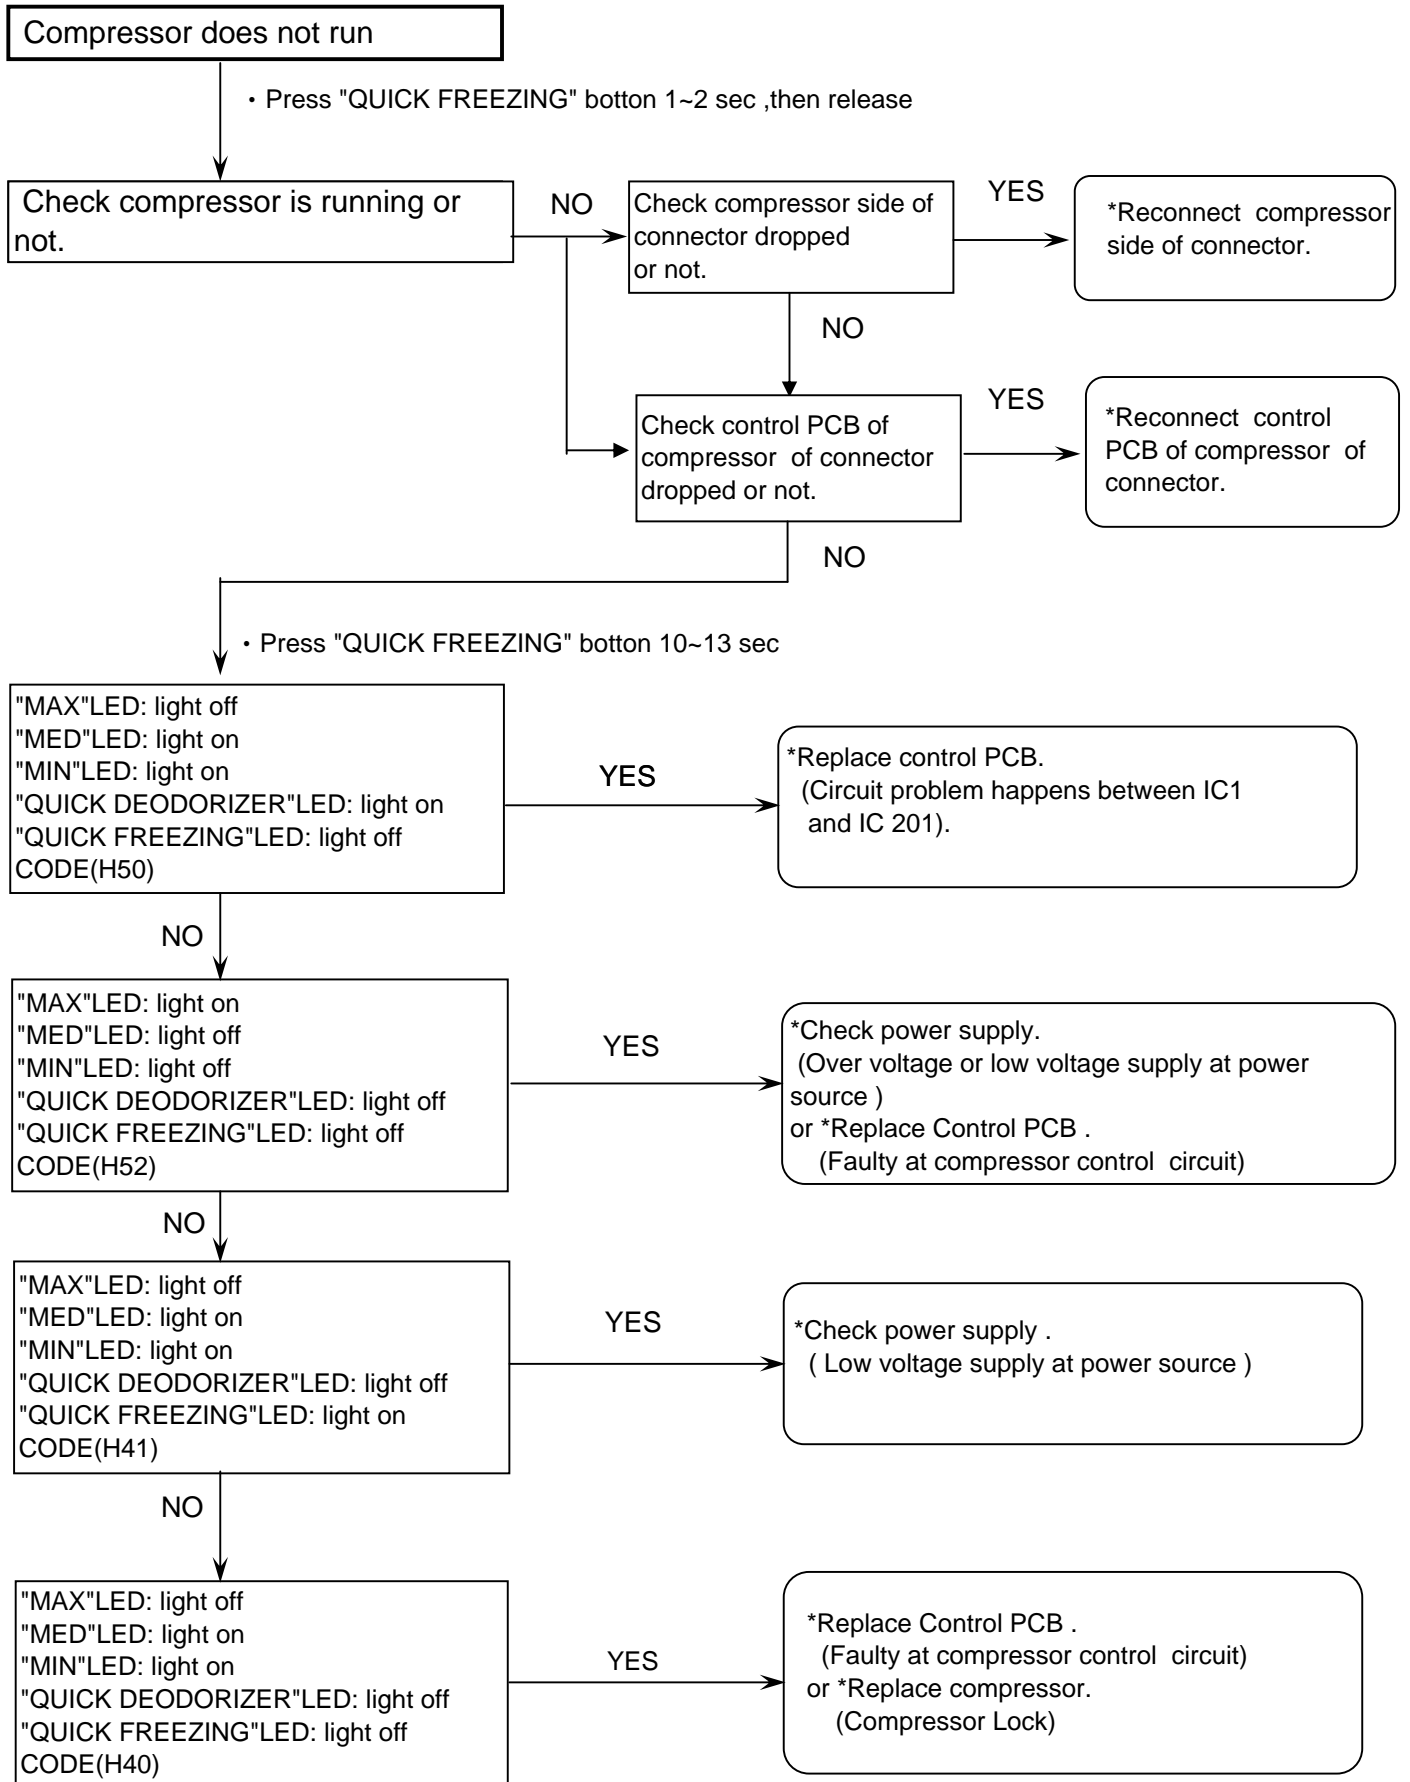 Compressor does not run
・Press "QUICK FREEZING" botton 1~2 sec ,then release
Check compressor is running or
not.
NO
Check compressor side of
connector dropped
or not.
YES
*Reconnect compressor
side of connector.
NO
Check control PCB of
compressor of connector
dropped or not.
YES
*Reconnect control
PCB of compressor of
connector.
NO
・Press "QUICK FREEZING" botton 10~13 sec
"MAX"LED: light off
"MED"LED: light on
"MIN"LED: light on
"QUICK DEODORIZER"LED: light on
"QUICK FREEZING"LED: light off
CODE(H50)
YES
*Replace control PCB.
(Circuit problem happens between IC1
and IC 201).
NO
"MAX"LED: light on
"MED"LED: light off
"MIN"LED: light off
"QUICK DEODORIZER"LED: light off
"QUICK FREEZING"LED: light off
CODE(H52)
YES
*Check power supply.
(Over voltage or low voltage supply at power
source )
or *Replace Control PCB .
(Faulty at compressor control circuit)
NO
"MAX"LED: light off
"MED"LED: light on
"MIN"LED: light on
"QUICK DEODORIZER"LED: light off
"QUICK FREEZING"LED: light on
CODE(H41)
YES
*Check power supply .
( Low voltage supply at power source )
NO
"MAX"LED: light off
"MED"LED: light on
"MIN"LED: light on
"QUICK DEODORIZER"LED: light off
"QUICK FREEZING"LED: light off
CODE(H40)
YES
*Replace Control PCB .
(Faulty at compressor control circuit)
or *Replace compressor.
(Compressor Lock)